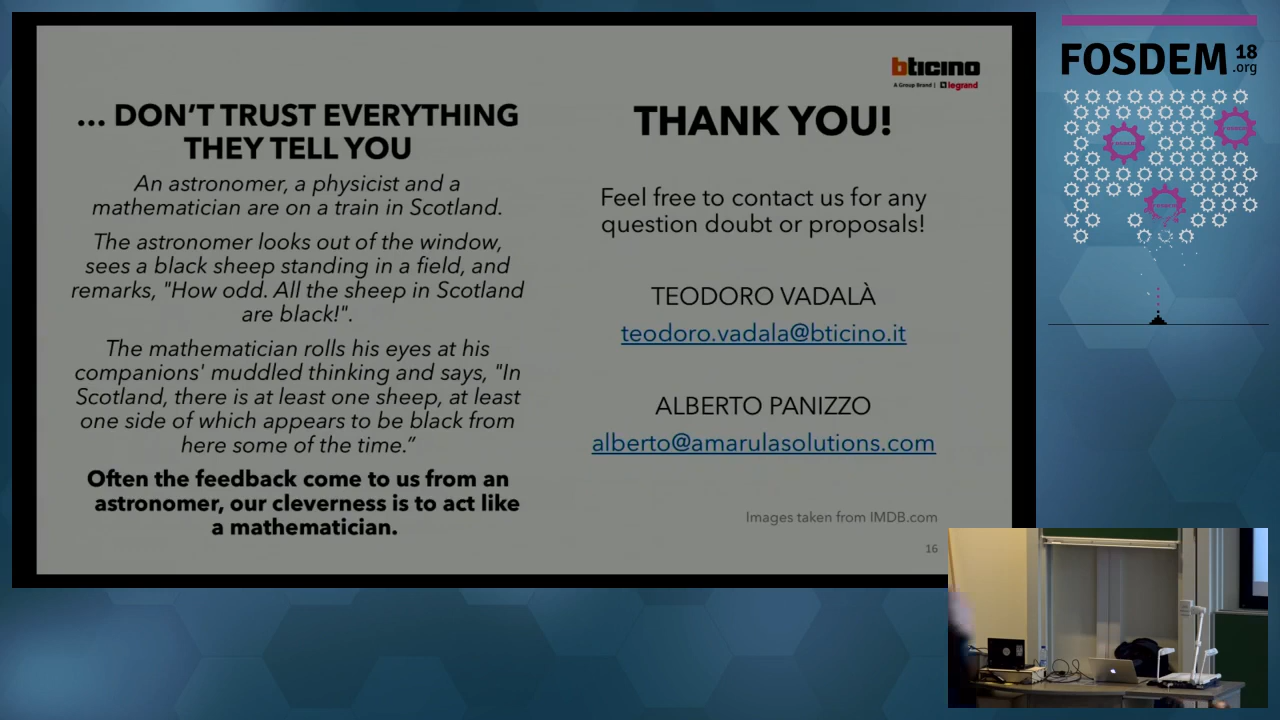 bticino
A Group Brand | legrand
... DON'T TRUST EVERYTHING
THEY TELL YOU
An astronomer, a physicist and a
mathematician are on a train in Scotland.
The astronomer looks out of the window,
sees a black sheep standing in a field, and
remarks, "How odd. All the sheep in Scotland
are black!".
The mathematician rolls his eyes at his
companions' muddled thinking and says, "In
Scotland, there is at least one sheep, at least
one side of which appears to be black from
here some of the time.”
Often the feedback come to us from an
astronomer, our cleverness is to act like
a mathematician.
THANK YOU!
Feel free to contact us for any
question doubt or proposals!
TEODORO VADALÀ
teodoro.vadala@bticino.it
ALBERTO PANIZZO
alberto@amarulasolutions.com
Images taken from IMDB.com
16
FOSDEM 18
.org